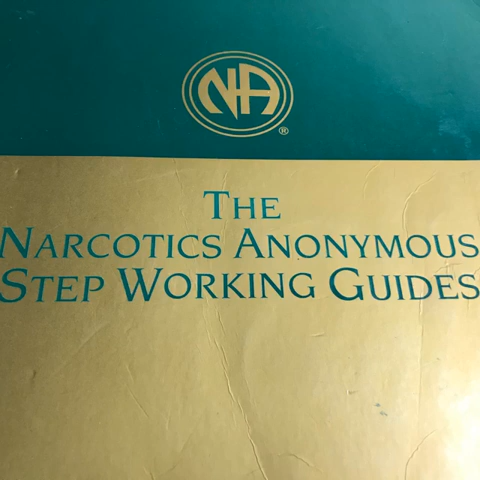 NA
®
THE
NARCOTICS ANONYMOUS
STEP WORKING GUIDES